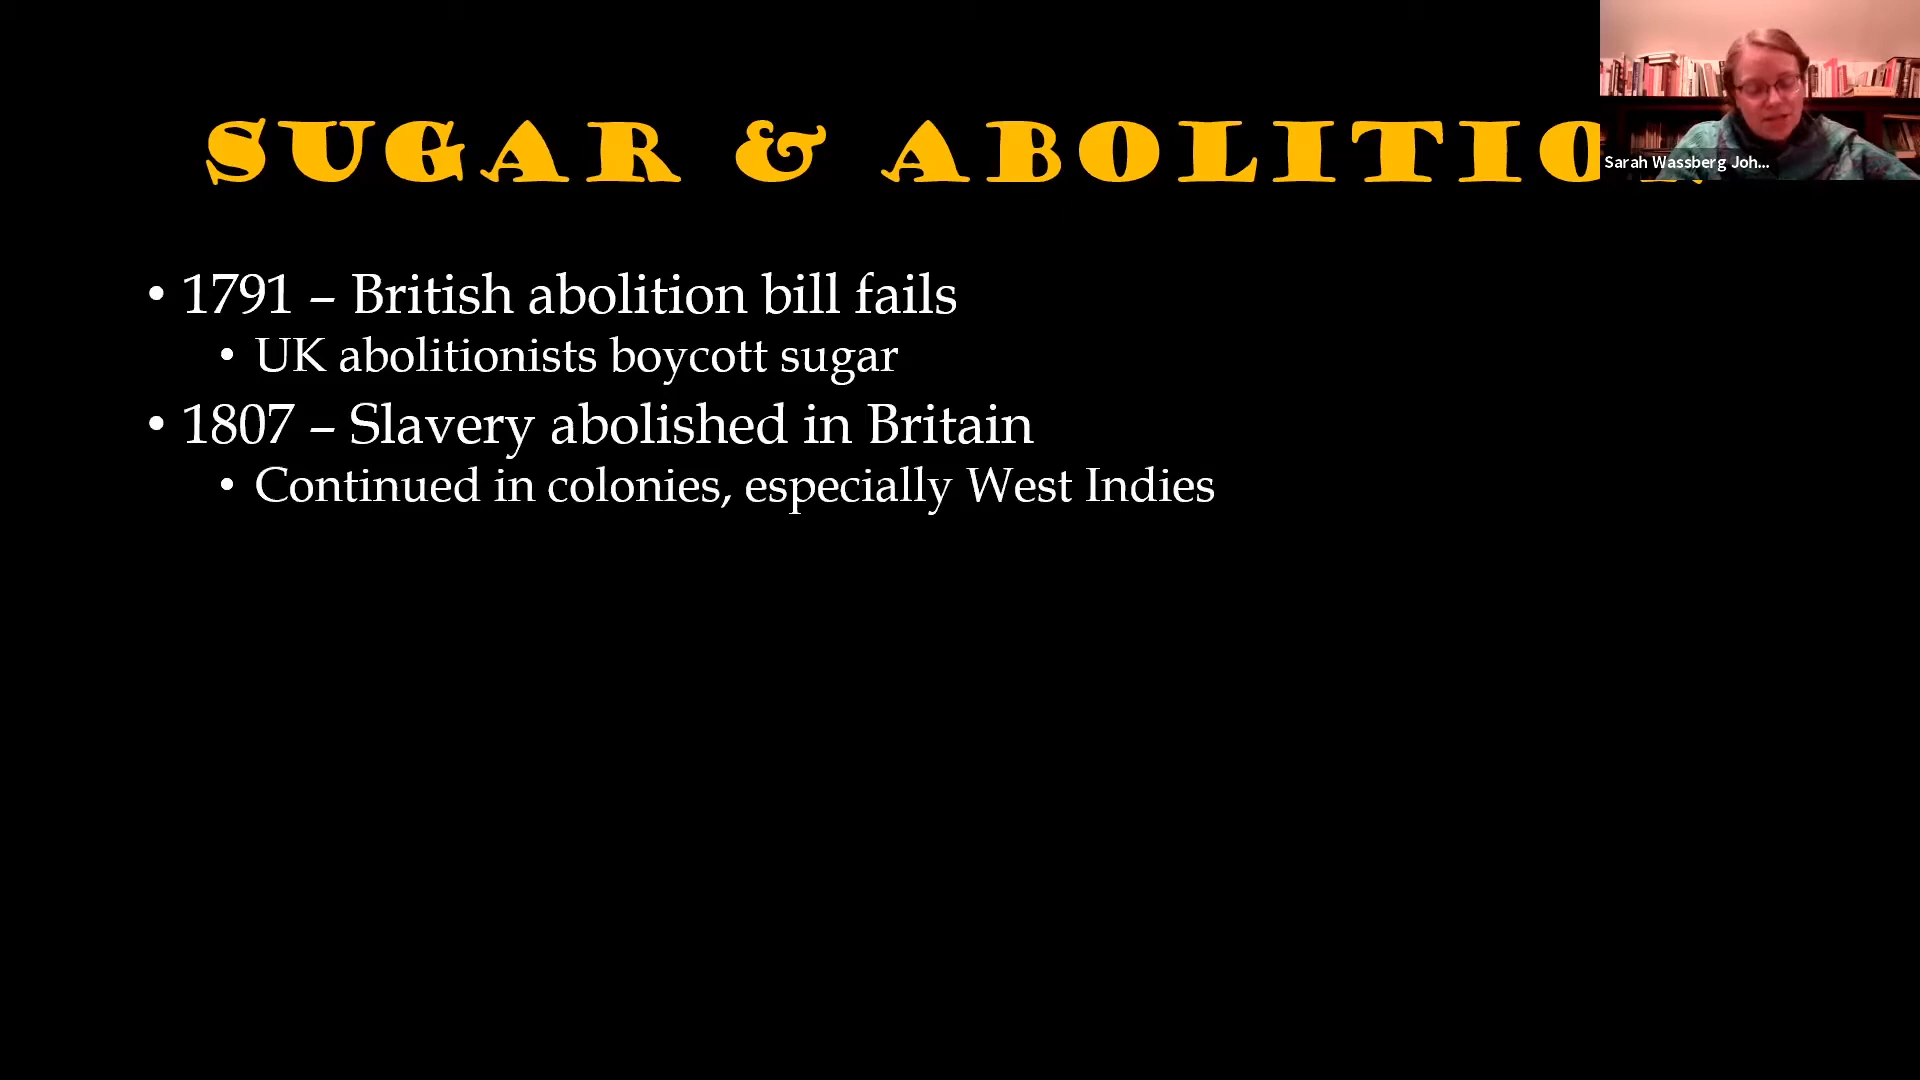 SUGAR & ABOLITIO
• 1791 – British abolition bill fails
• UK abolitionists boycott sugar
• 1807 – Slavery abolished in Britain
• Continued in colonies, especially West Indies
Sarah Wassberg Joh...